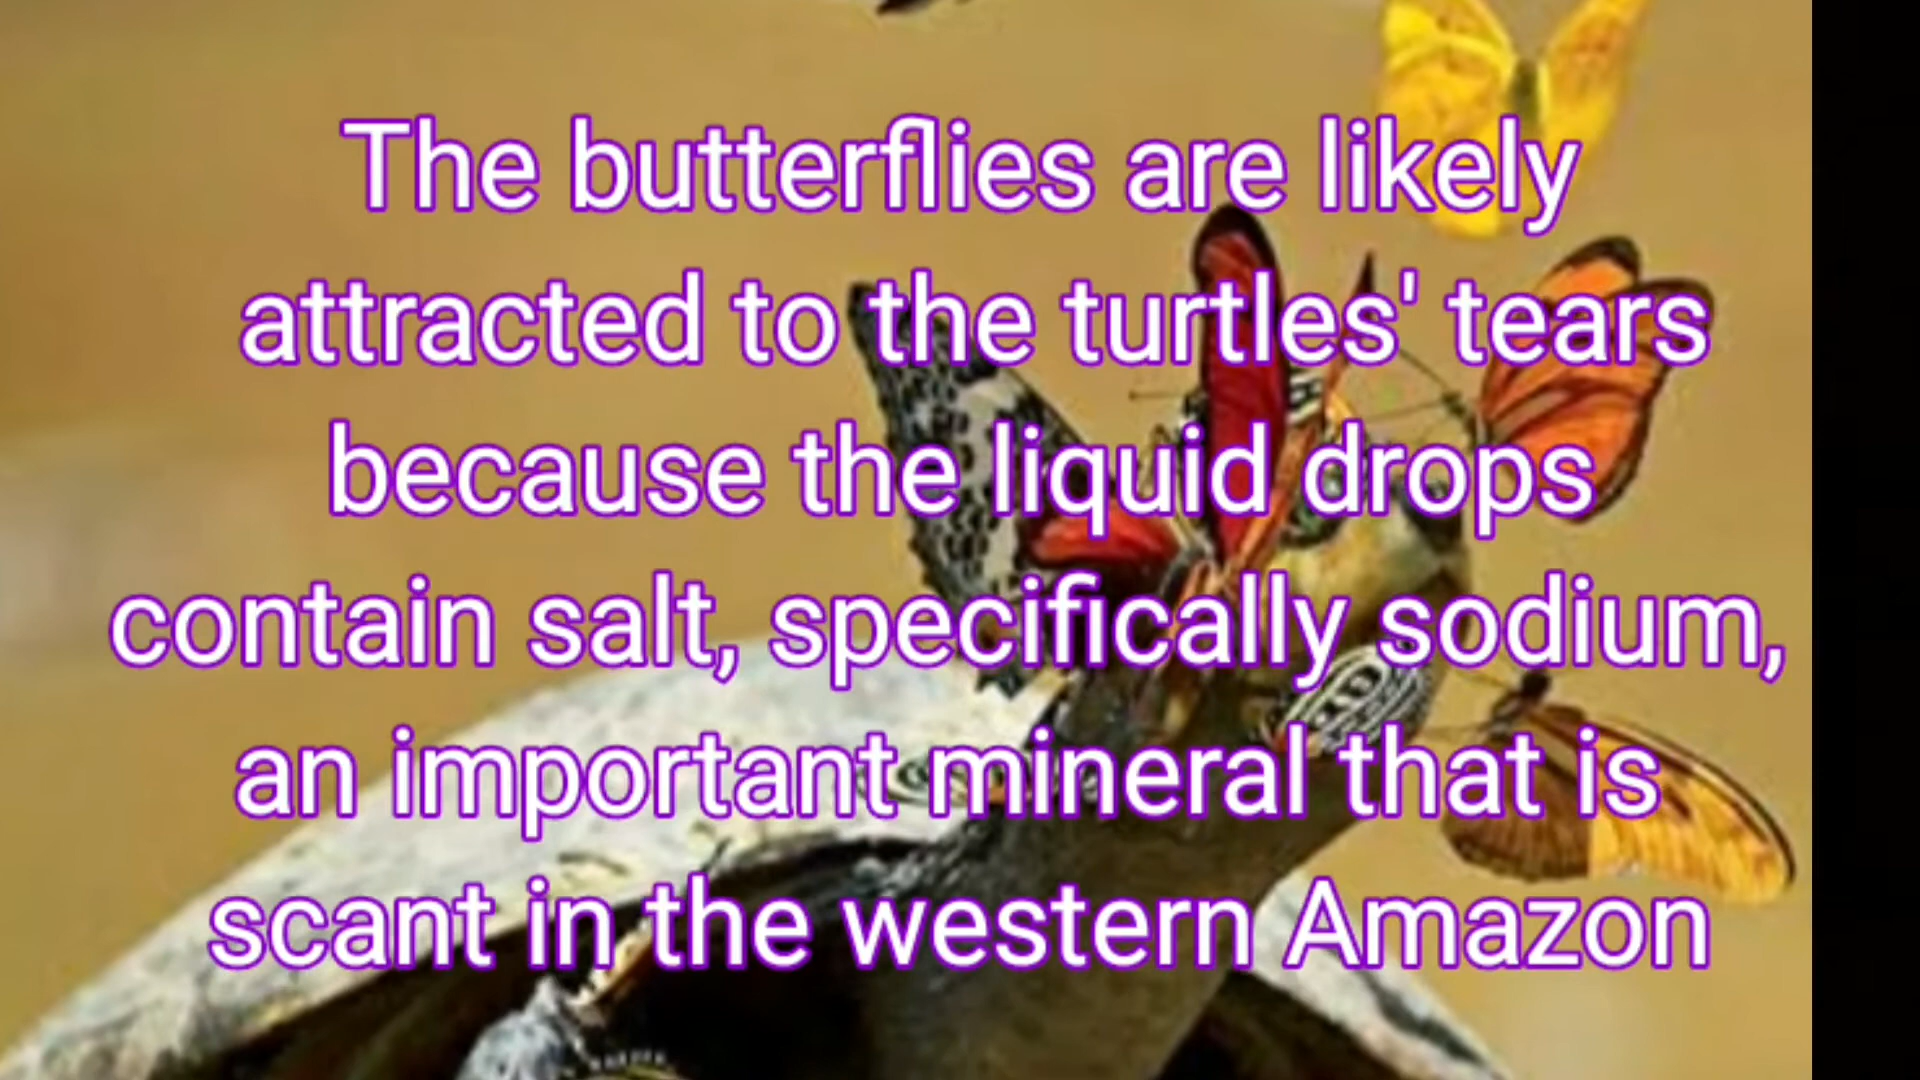 The butterflies are likely
attracted to the turtles' tears
because the liquid drops
contain salt, specifically sodium,
an important mineral that is
scant in the western Amazon